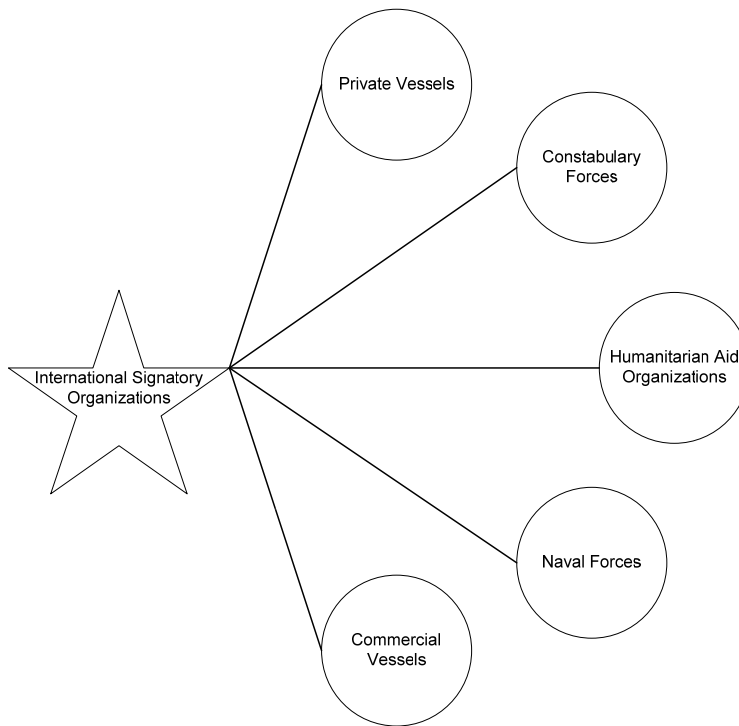 Private Vessels
Constabulary
Forces
International Signatory
Organizations
Humanitarian Aid
Organizations
Naval Forces
Commercial
Vessels